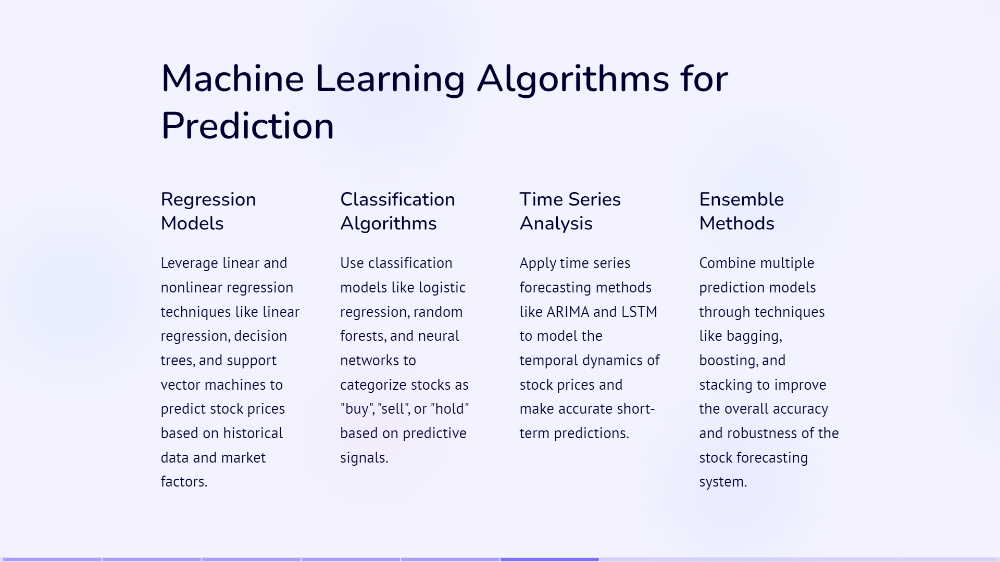 Machine Learning Algorithms for
Prediction
Regression
Models
Leverage linear and
nonlinear regression
techniques like linear
regression, decision
trees, and support
vector machines to
predict stock prices
based on historical
data and market
factors.
Classification
Algorithms
Use classification
models like logistic
regression, random
forests, and neural
networks to
categorize stocks as
"buy", "sell", or "hold"
based on predictive
signals.
Time Series
Analysis
Apply time series
forecasting methods
like ARIMA and LSTM
to model the
temporal dynamics of
stock prices and
make accurate short-
term predictions.
Ensemble
Methods
Combine multiple
prediction models
through techniques
like bagging,
boosting, and
stacking to improve
the overall accuracy
and robustness of the
stock forecasting
system.